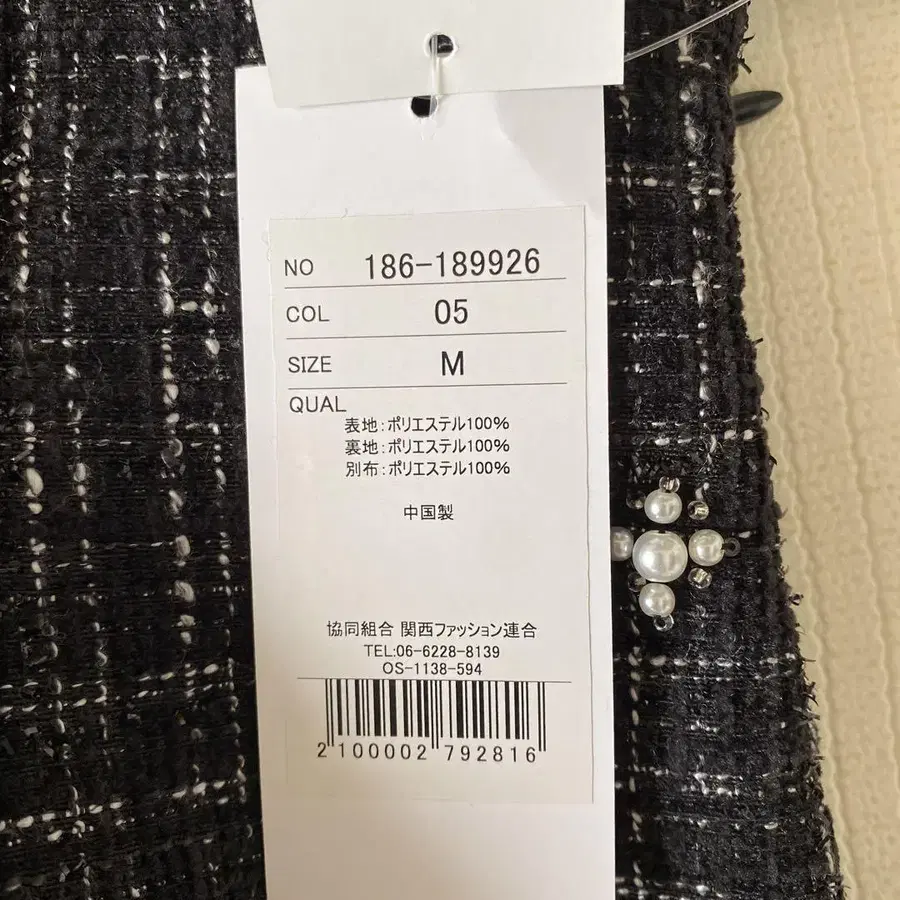 NO 186-189926
COL 05
SIZE M
QUAL
表地:ポリエステル100%
裏地:ポリエステル100%
別布:ポリエステル100%
中国製
協同組合 関西ファッション連合
TEL:06-6228-8139
OS-1138-594
2100002792816